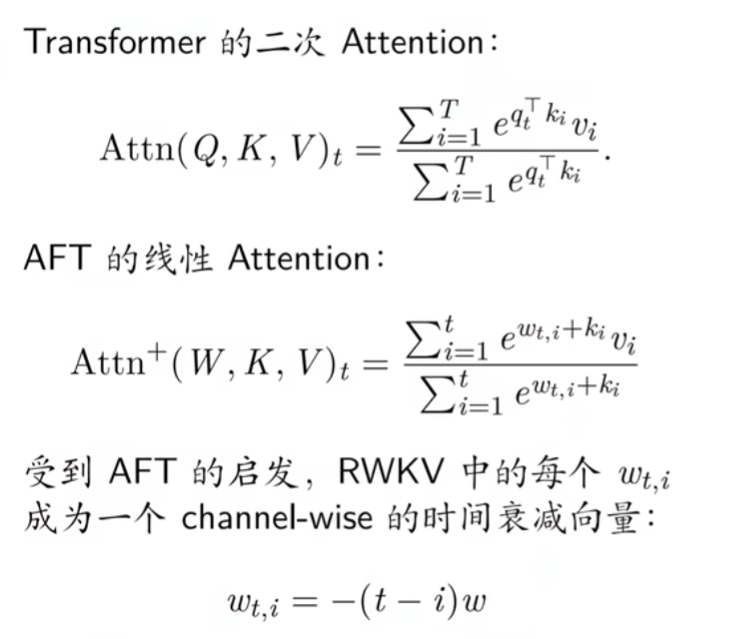 Transformer 的二次 Attention：
$$\mathrm{Attn}(Q, K, V)_t = \frac{\sum_{i=1}^{T} e^{q_t^\top k_i} v_i}{\sum_{i=1}^{T} e^{q_t^\top k_i}}.$$
AFT 的线性 Attention：
$$\mathrm{Attn}^+(W, K, V)_t = \frac{\sum_{i=1}^{t} e^{w_{t,i}+k_i} v_i}{\sum_{i=1}^{t} e^{w_{t,i}+k_i}}$$
受到 AFT 的启发，RWKV 中的每个 $w_{t,i}$
成为一个 channel-wise 的时间衰减向量：
$$w_{t,i} = -(t-i)w$$